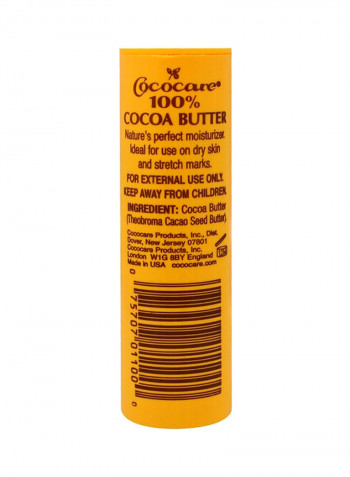 Cococare®
100%
COCOA BUTTER
Nature's perfect moisturizer.
Ideal for use on dry skin
and stretch marks.
FOR EXTERNAL USE ONLY.
KEEP AWAY FROM CHILDREN.
INGREDIENT: Cocoa Butter
(Theobroma Cacao Seed Butter).
Cococare Products, Inc., Dist.
Dover, New Jersey 07801
Cococare Products, Inc.
London W1G 8BY England
Made in USA cococare.com
0 75707 01100 0